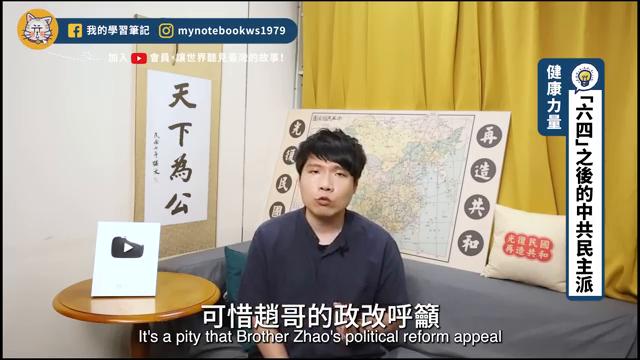 我的學習筆記 mynotebookws1979
加入 會員，讓世界聽見臺灣的故事！
健康力量
「六四」之後的中共民主派
天下為公
光復民國
再造共和
光復民國
再造共和
可惜趙哥的政改呼籲
It's a pity that Brother Zhao's political reform appeal